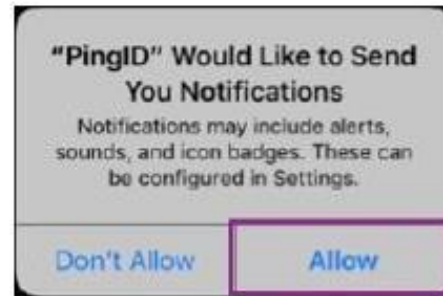 “PingID” Would Like to Send
You Notifications
Notifications may include alerts,
sounds, and icon badges. These can
be configured in Settings.
Don't Allow
Allow